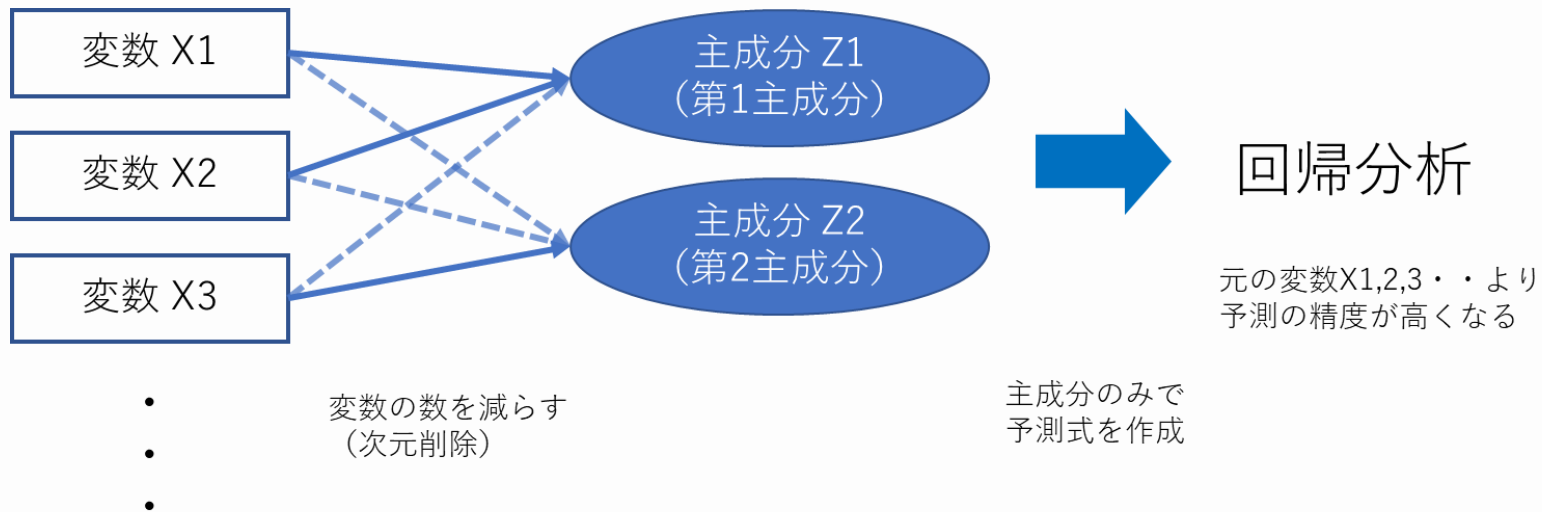 変数 X1
変数 X2
変数 X3
・
・
・
変数の数を減らす
（次元削除）
主成分 Z1
（第1主成分）
主成分 Z2
（第2主成分）
主成分のみで
予測式を作成
回帰分析
元の変数X1,2,3・・より
予測の精度が高くなる